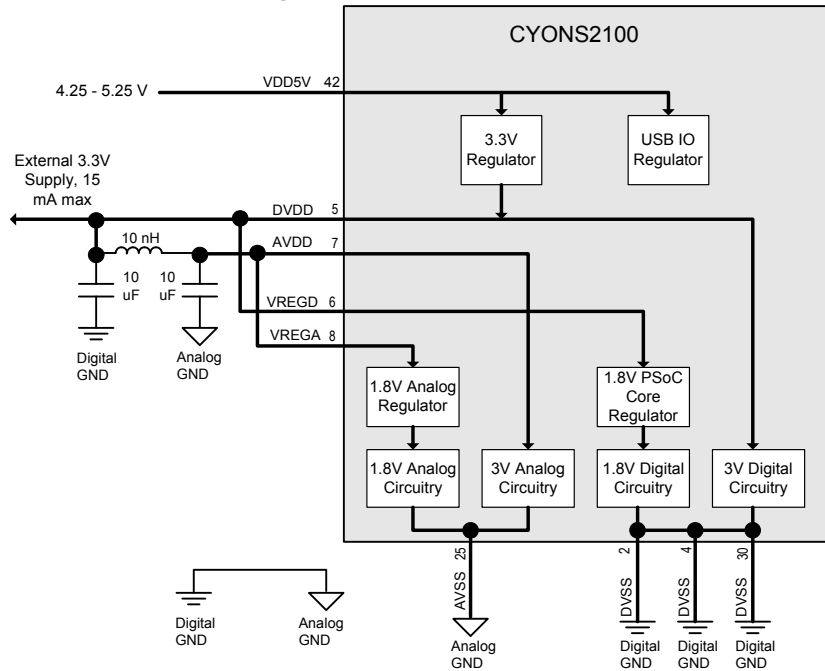 CYONS2100
VDD5V 42
4.25 - 5.25 V
3.3V
Regulator
USB IO
Regulator
External 3.3V
Supply, 15
mA max
DVDD 5
10 nH
AVDD 7
10
uF
10
uF
VREGD 6
VREGA 8
Digital
GND
Analog
GND
1.8V Analog
Regulator
1.8V PSoC
Core
Regulator
1.8V Analog
Circuitry
3V Analog
Circuitry
1.8V Digital
Circuitry
3V Digital
Circuitry
25
2
4
30
AVSS
DVSS
DVSS
DVSS
Digital
GND
Analog
GND
Analog
GND
Digital
GND
Digital
GND
Digital
GND